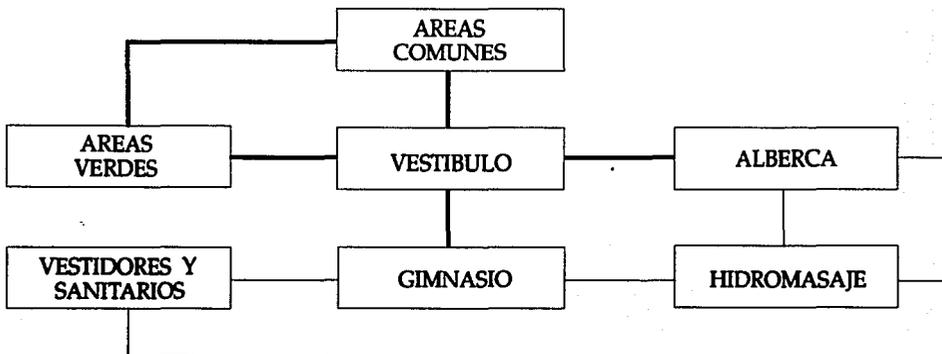 AREAS
COMUNES
AREAS
VERDES
VESTIBULO
ALBERCA
VESTIDORES Y
SANITARIOS
GIMNASIO
HIDROMASAJE